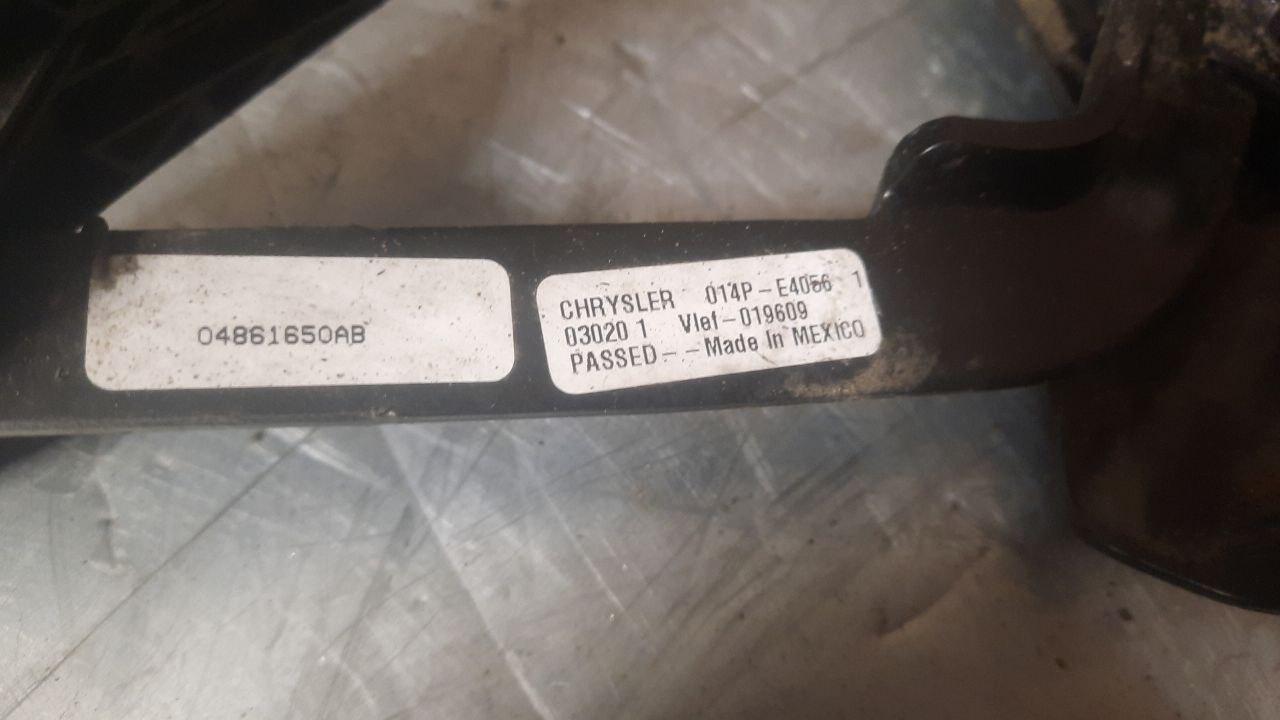 04861650AB
CHRYSLER 014P-E4056 1
03020 1 Vlef-019609
PASSED-- Made In MEXICO